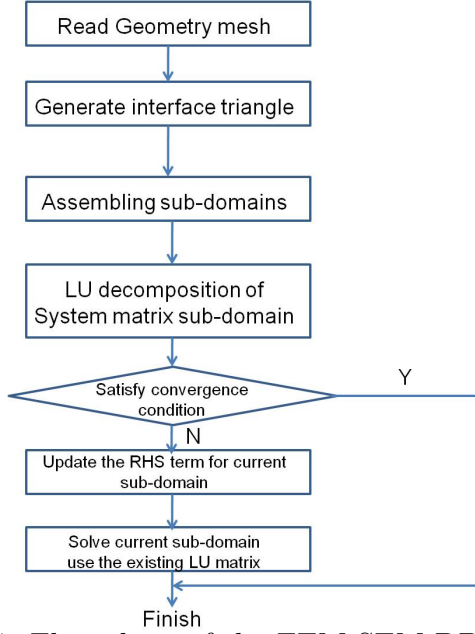 Read Geometry mesh
Generate interface triangle
Assembling sub-domains
LU decomposition of
System matrix sub-domain
Satisfy convergence
condition
Y
N
Update the RHS term for current
sub-domain
Solve current sub-domain
use the existing LU matrix
Finish